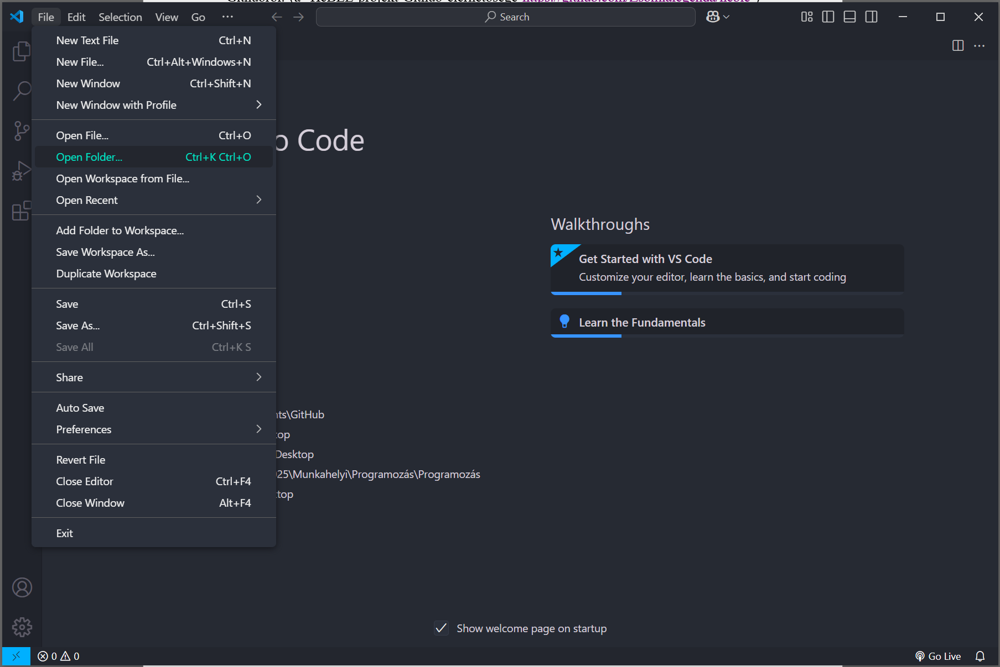 File Edit Selection View Go ··· Search
New Text File Ctrl+N
New File... Ctrl+Alt+Windows+N
New Window Ctrl+Shift+N
New Window with Profile
Open File... Ctrl+O
o Code
Open Folder... Ctrl+K Ctrl+O
Open Workspace from File...
Open Recent
Walkthroughs
Add Folder to Workspace...
Save Workspace As...
Get Started with VS Code
Duplicate Workspace
Customize your editor, learn the basics, and start coding
Save Ctrl+S
Save As... Ctrl+Shift+S
Learn the Fundamentals
Save All Ctrl+K S
Share
Auto Save
nts\GitHub
Preferences
top
Desktop
Revert File
025\Munkahelyi\Programozás\Programozás
Close Editor Ctrl+F4
top
Close Window Alt+F4
Exit
Show welcome page on startup
0 0 Go Live